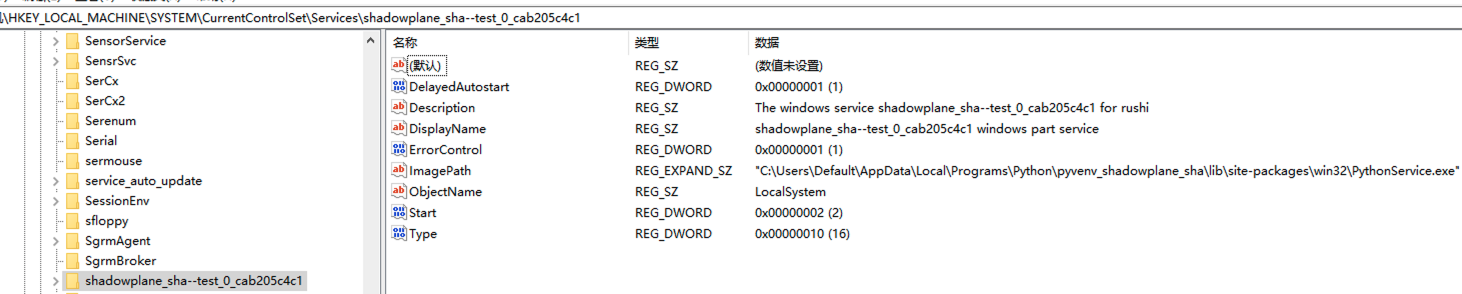 \HKEY_LOCAL_MACHINE\SYSTEM\CurrentControlSet\Services\shadowplane_sha--test_0_cab205c4c1
SensorService
SensrSvc
SerCx
SerCx2
Serenum
Serial
sermouse
service_auto_update
SessionEnv
sfloppy
SgrmAgent
SgrmBroker
shadowplane_sha--test_0_cab205c4c1
名称 类型 数据
(默认) REG_SZ (数值未设置)
DelayedAutostart REG_DWORD 0x00000001 (1)
Description REG_SZ The windows service shadowplane_sha--test_0_cab205c4c1 for rushi
DisplayName REG_SZ shadowplane_sha--test_0_cab205c4c1 windows part service
ErrorControl REG_DWORD 0x00000001 (1)
ImagePath REG_EXPAND_SZ "C:\Users\Default\AppData\Local\Programs\Python\pyvenv_shadowplane_sha\lib\site-packages\win32\PythonService.exe"
ObjectName REG_SZ LocalSystem
Start REG_DWORD 0x00000002 (2)
Type REG_DWORD 0x00000010 (16)